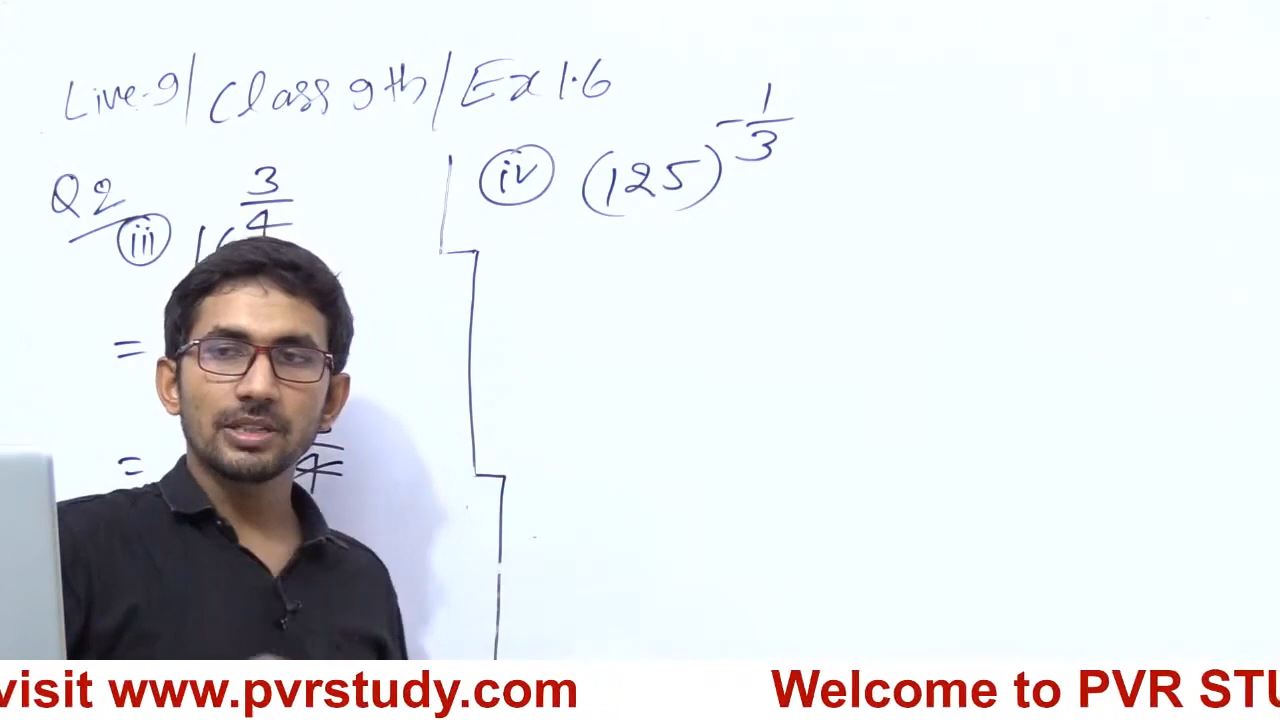 Live-9/ Class 9th/ Ex 1.6
Q2
iii 16^(3/4)
iv (125)^(-1/3)
=
=
4
visit www.pvrstudy.com Welcome to PVR